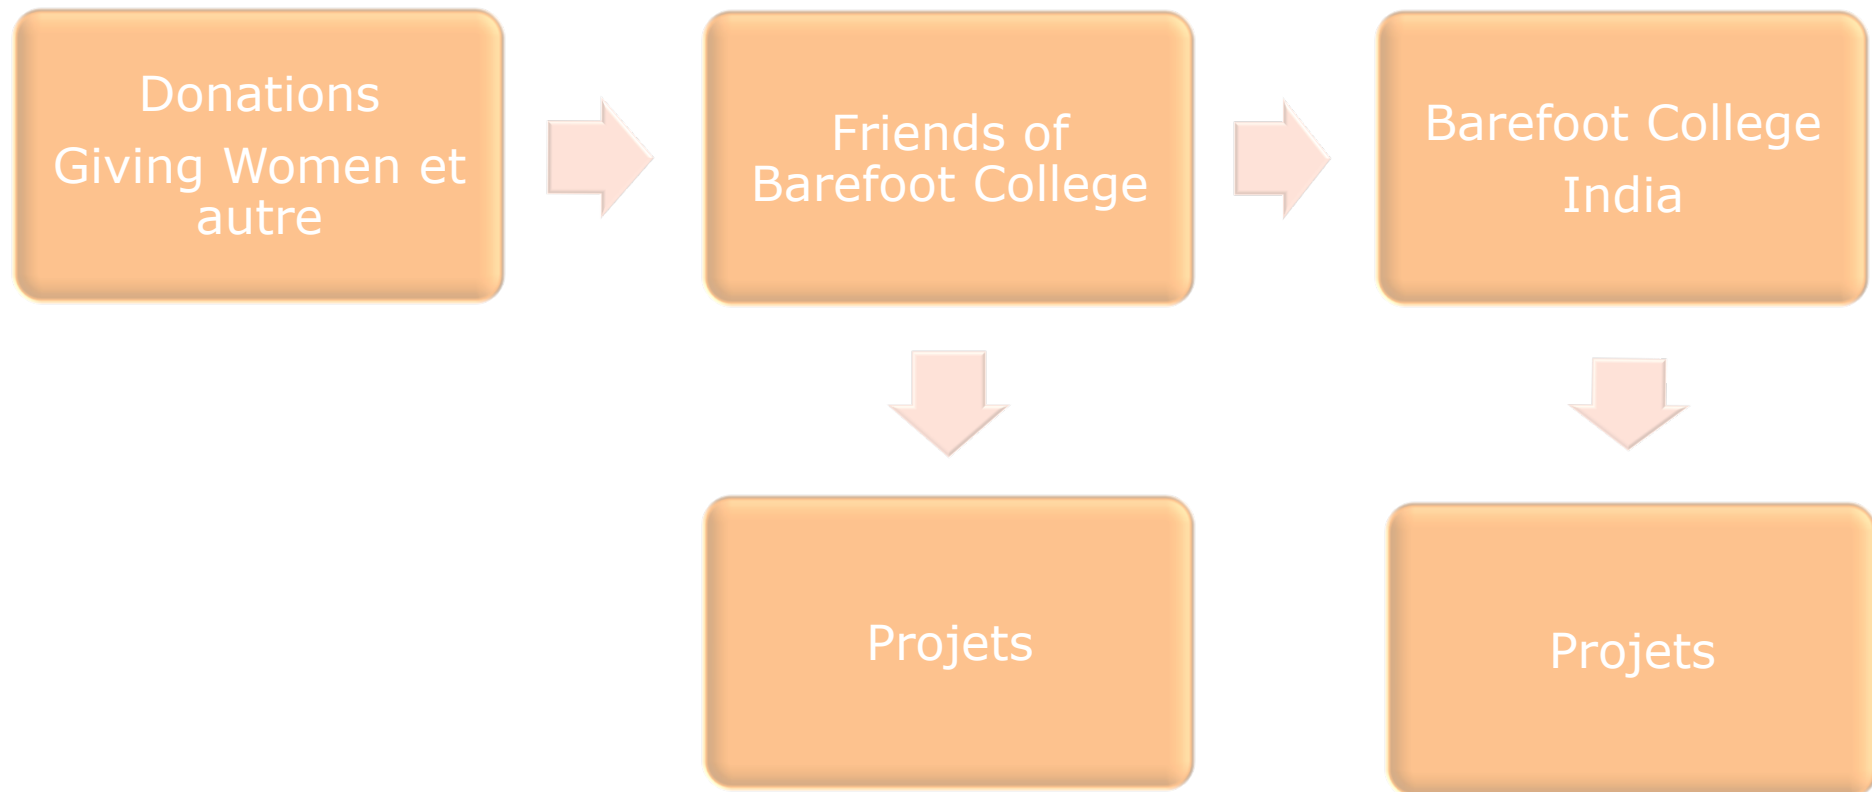 Donations
Giving Women et
autre
Friends of
Barefoot College
Barefoot College
India
Projets
Projets